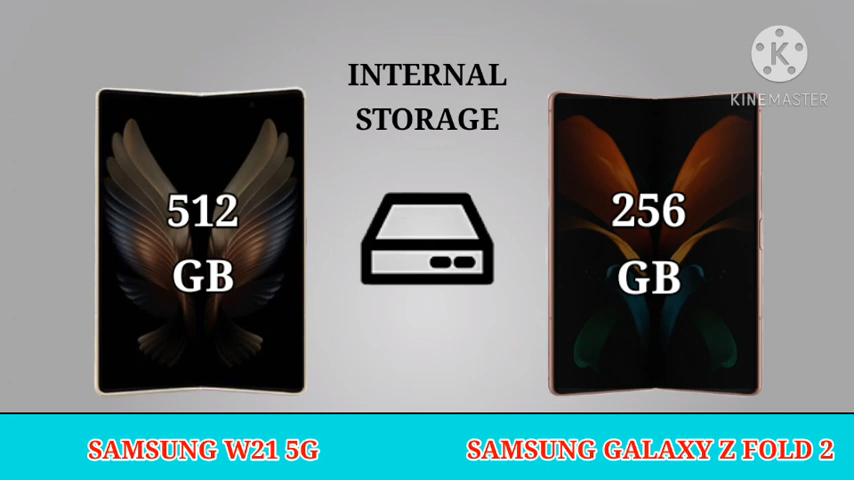 INTERNAL
STORAGE
K
KINEMASTER
512
GB
256
GB
SAMSUNG W21 5G
SAMSUNG GALAXY Z FOLD 2